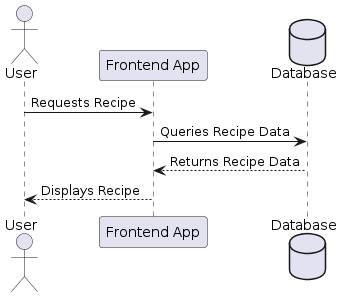 User
Frontend App
Database
Requests Recipe
Queries Recipe Data
Returns Recipe Data
Displays Recipe
User
Frontend App
Database